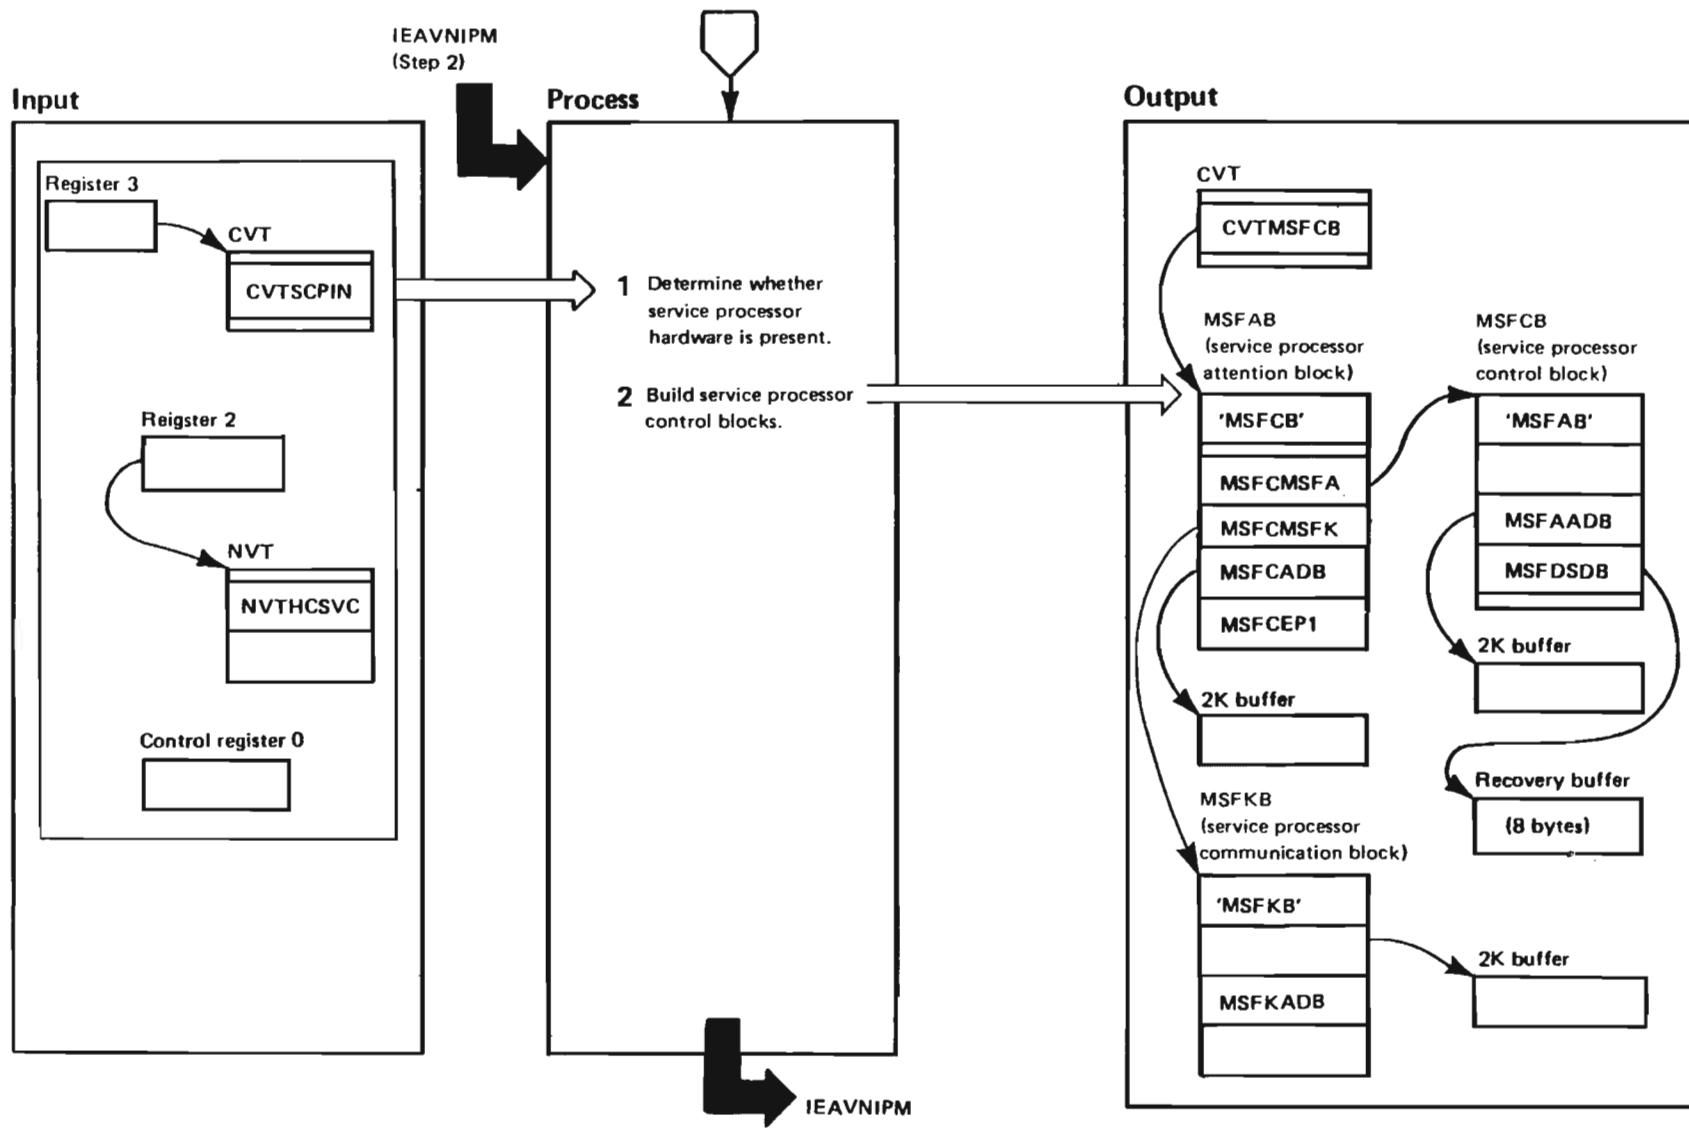 IEAVNIPM
(Step 2)
Input
Register 3
CVT
CVTSCPIN
Reigster 2
NVT
NVTHCSVC
Control register 0
Process
1 Determine whether
service processor
hardware is present.
2 Build service processor
control blocks.
IEAVNIPM
Output
CVT
CVTMSFCB
MSFAB
(service processor
attention block)
'MSFCB'
MSFCMSFA
MSFCMSFK
MSFCADB
MSFCEP1
2K buffer
MSFKB
(service processor
communication block)
'MSFKB'
MSFKADB
MSFCB
(service processor
control block)
'MSFAB'
MSFAADB
MSFDSDB
2K buffer
Recovery buffer
(8 bytes)
2K buffer